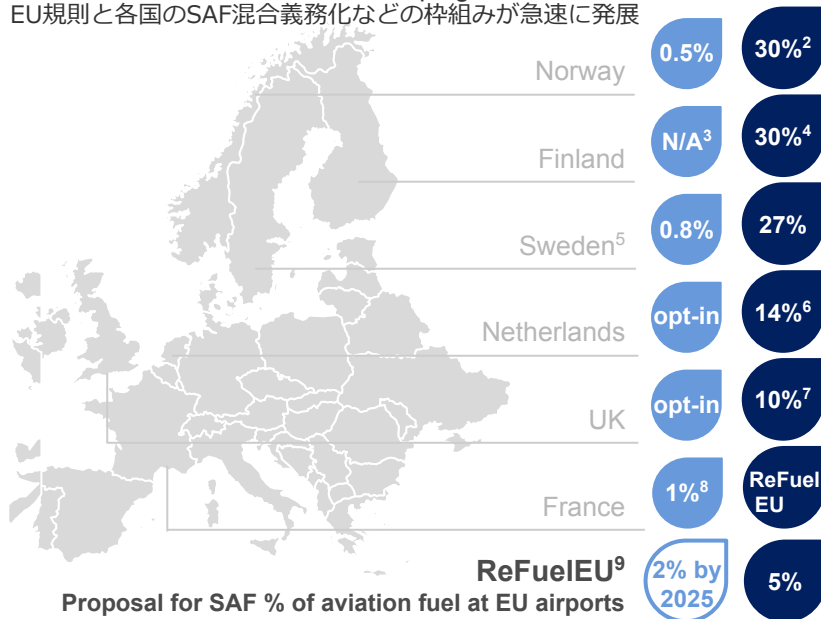 EU規則と各国のSAF混合義務化などの枠組みが急速に発展
Norway 0.5% 30%²
Finland N/A³ 30%⁴
Sweden⁵ 0.8% 27%
Netherlands opt-in 14%⁶
UK opt-in 10%⁷
France 1%⁸ ReFuel
EU
ReFuelEU⁹ 2% by
2025 5%
Proposal for SAF % of aviation fuel at EU airports